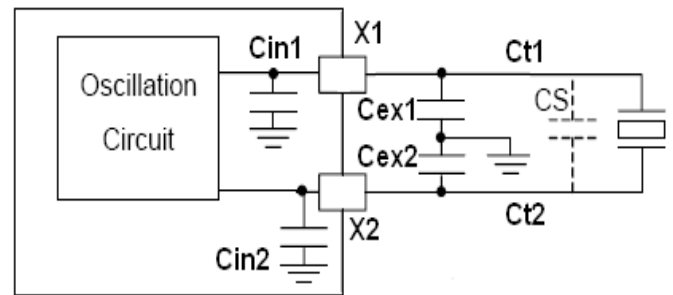 Cin1
X1
Ct1
Oscillation
Circuit
Cex1
CS
Cex2
X2
Ct2
Cin2